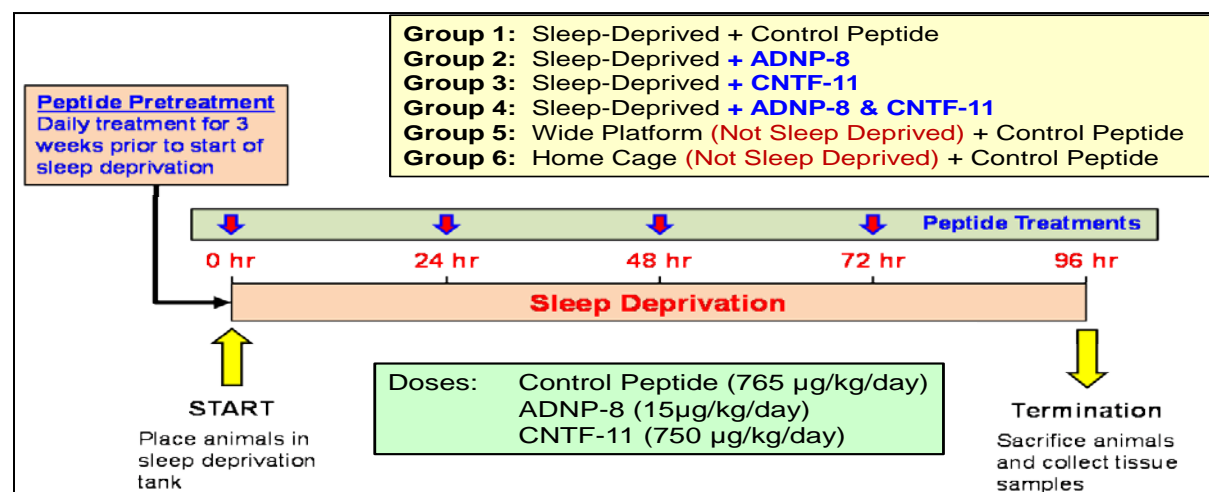 Group 1: Sleep-Deprived + Control Peptide
Group 2: Sleep-Deprived + ADNP-8
Group 3: Sleep-Deprived + CNTF-11
Group 4: Sleep-Deprived + ADNP-8 & CNTF-11
Group 5: Wide Platform (Not Sleep Deprived) + Control Peptide
Group 6: Home Cage (Not Sleep Deprived) + Control Peptide
Peptide Pretreatment
Daily treatment for 3
weeks prior to start of
sleep deprivation
Peptide Treatments
0 hr 24 hr 48 hr 72 hr 96 hr
Sleep Deprivation
START
Place animals in
sleep deprivation
tank
Doses: Control Peptide (765 µg/kg/day)
ADNP-8 (15µg/kg/day)
CNTF-11 (750 µg/kg/day)
Termination
Sacrifice animals
and collect tissue
samples